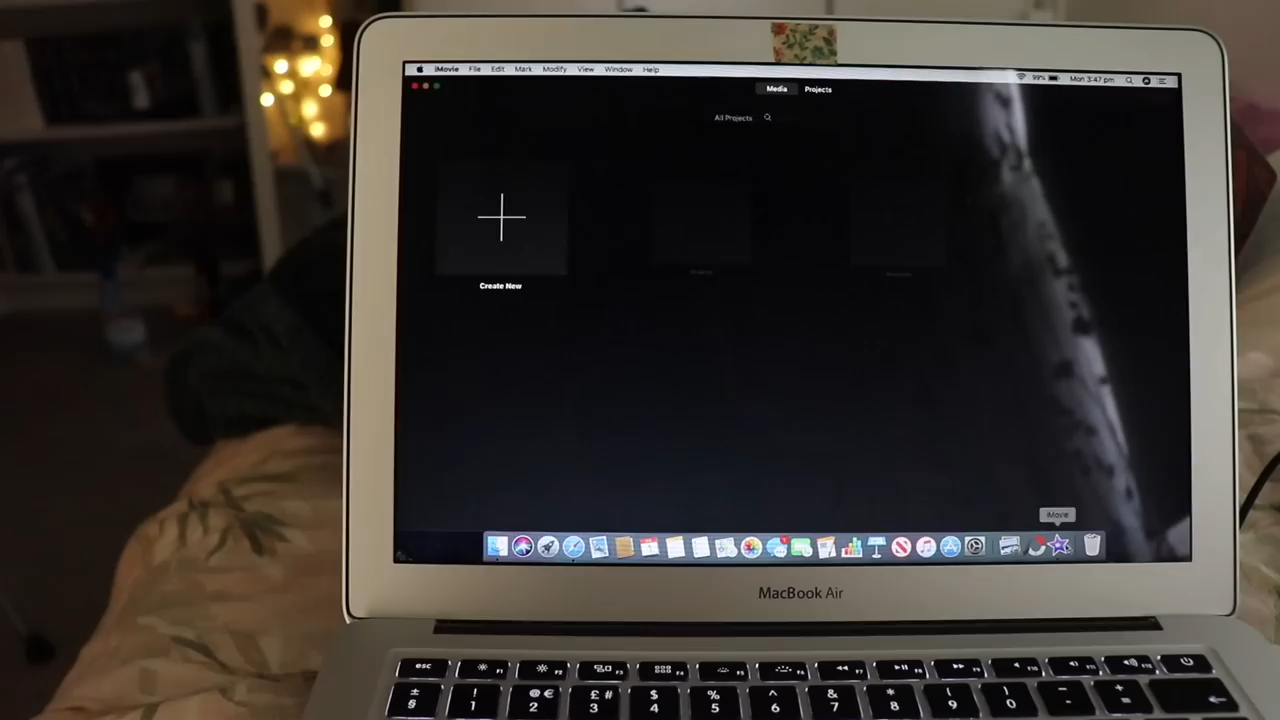 iMovie File Edit Mark Modify View Window Help 99% Mon 3:47 pm
Media Projects
All Projects
Create New
iMovie
MacBook Air
esc F1 F2 F3 F4 F5 F6 F7 F8 F9 F10 F11 F12
± ! @ € £ # $ % ^ & * ( ) - +
§ 1 2 3 4 5 6 7 8 9 0 =